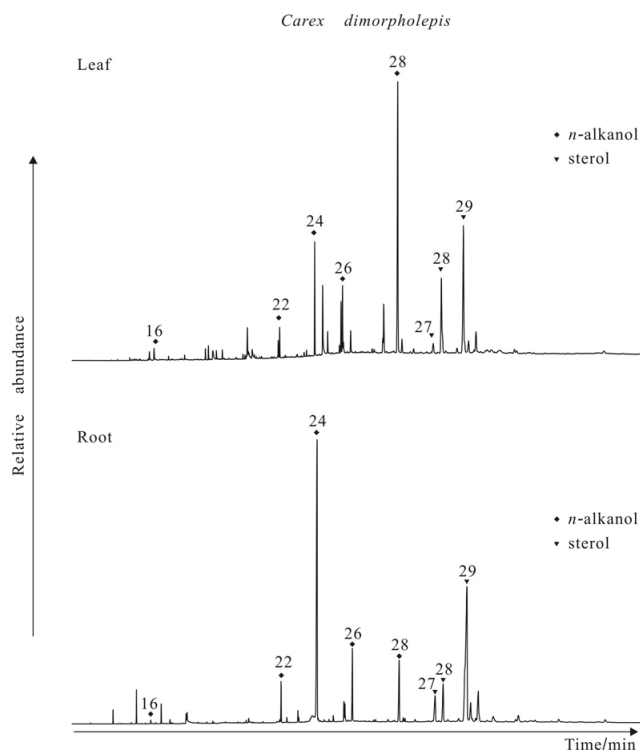 Carex dimorpholepis
Leaf
28
n-alkanol
sterol
24
29
26
28
22
27
16
Relative abundance
Root
24
n-alkanol
sterol
29
26
28
22
27 28
16
Time/min